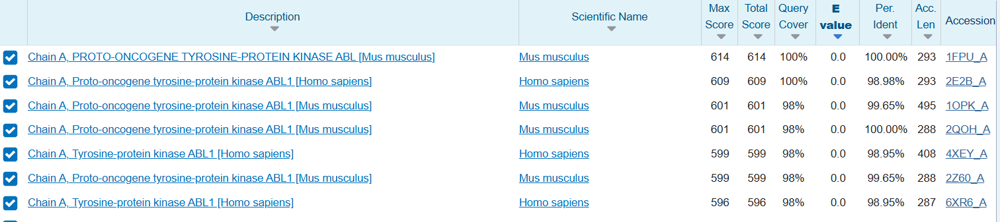 Description Scientific Name Max Score Total Score Query Cover E value Per. Ident Acc. Len Accession
Chain A, PROTO-ONCOGENE TYROSINE-PROTEIN KINASE ABL [Mus musculus] Mus musculus 614 614 100% 0.0 100.00% 293 1FPU_A
Chain A, Proto-oncogene tyrosine-protein kinase ABL1 [Homo sapiens] Homo sapiens 609 609 100% 0.0 98.98% 293 2E2B_A
Chain A, Proto-oncogene tyrosine-protein kinase ABL1 [Mus musculus] Mus musculus 601 601 98% 0.0 99.65% 495 1OPK_A
Chain A, Proto-oncogene tyrosine-protein kinase ABL1 [Mus musculus] Mus musculus 601 601 98% 0.0 100.00% 288 2QOH_A
Chain A, Tyrosine-protein kinase ABL1 [Homo sapiens] Homo sapiens 599 599 98% 0.0 98.95% 408 4XEY_A
Chain A, Proto-oncogene tyrosine-protein kinase ABL1 [Mus musculus] Mus musculus 599 599 98% 0.0 99.65% 288 2Z60_A
Chain A, Tyrosine-protein kinase ABL1 [Homo sapiens] Homo sapiens 596 596 98% 0.0 98.95% 287 6XR6_A